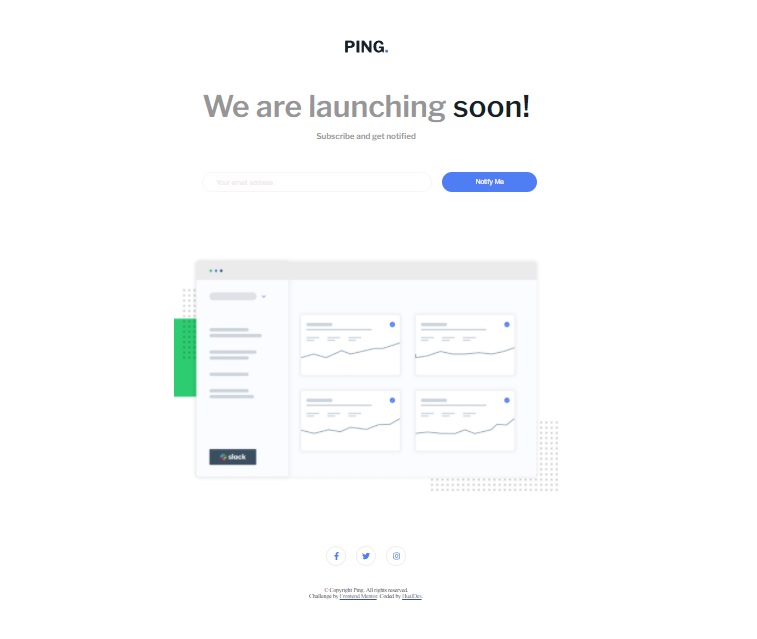 PING.
We are launching soon!
Subscribe and get notified
Your email address
Notify Me
slack
© Copyright Ping. All rights reserved.
Challenge by Frontend Mentor. Coded by